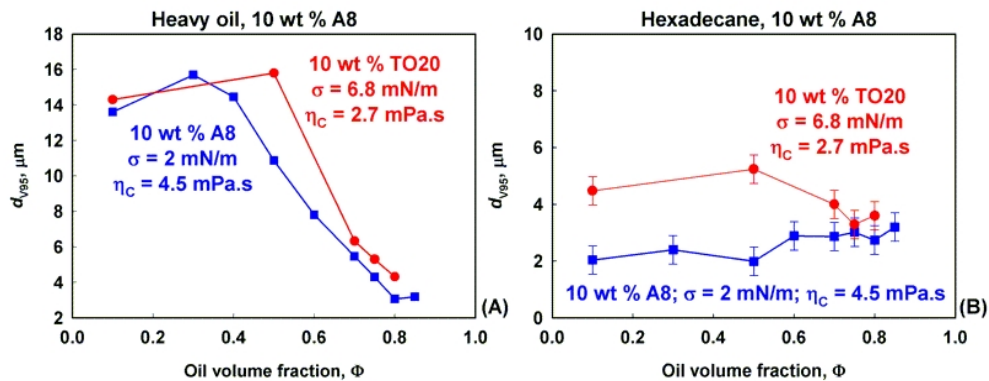 Heavy oil, 10 wt % A8
18
16
14
12
10
8
6
4
2
d_V95, μm
10 wt % TO20
σ = 6.8 mN/m
η_C = 2.7 mPa.s
10 wt % A8
σ = 2 mN/m
η_C = 4.5 mPa.s
(A)
0.0 0.2 0.4 0.6 0.8 1.0
Oil volume fraction, Φ
Hexadecane, 10 wt % A8
10
8
6
4
2
0
d_V95, μm
10 wt % TO20
σ = 6.8 mN/m
η_C = 2.7 mPa.s
10 wt % A8; σ = 2 mN/m; η_C = 4.5 mPa.s
(B)
0.0 0.2 0.4 0.6 0.8 1.0
Oil volume fraction, Φ